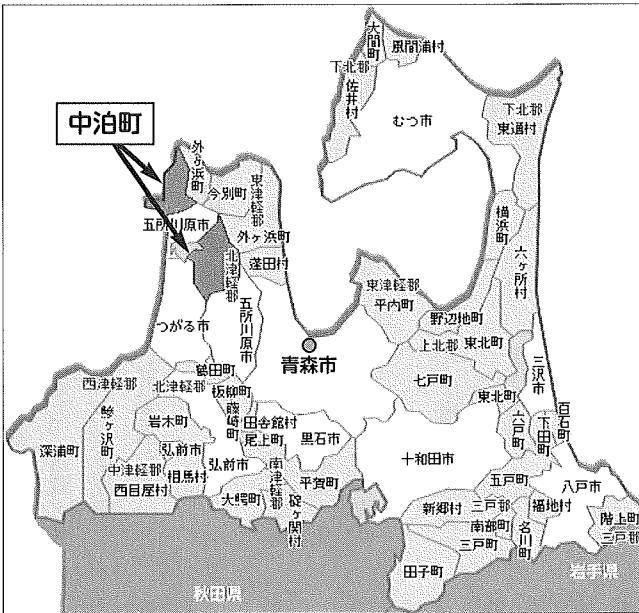 大間町
風間浦村
下北郡
佐井村
むつ市
下北郡
東通村
中泊町
外ヶ浜町
今別町
東津軽郡
外ヶ浜町
蓬田村
五所川原市
北津軽郡
五所川原市
つがる市
横浜町
六ヶ所村
東津軽郡
平内町
野辺地町
上北郡
東北町
七戸町
青森市
三沢市
東北町
六戸町
下田町
百石町
鶴田町
板柳町
藤崎町
西津軽郡
北津軽郡
鰺ヶ沢町
深浦町
岩木町
弘前市
中津軽郡
西目屋村
相馬村
弘前市
田舎館村
尾上町
黒石市
南津軽郡
平賀町
大鰐町
碇ヶ関村
十和田市
五戸町
八戸市
新郷村
三戸郡
福地村
南部町
名川町
三戸町
田子町
階上町
三戸郡
秋田県
岩手県